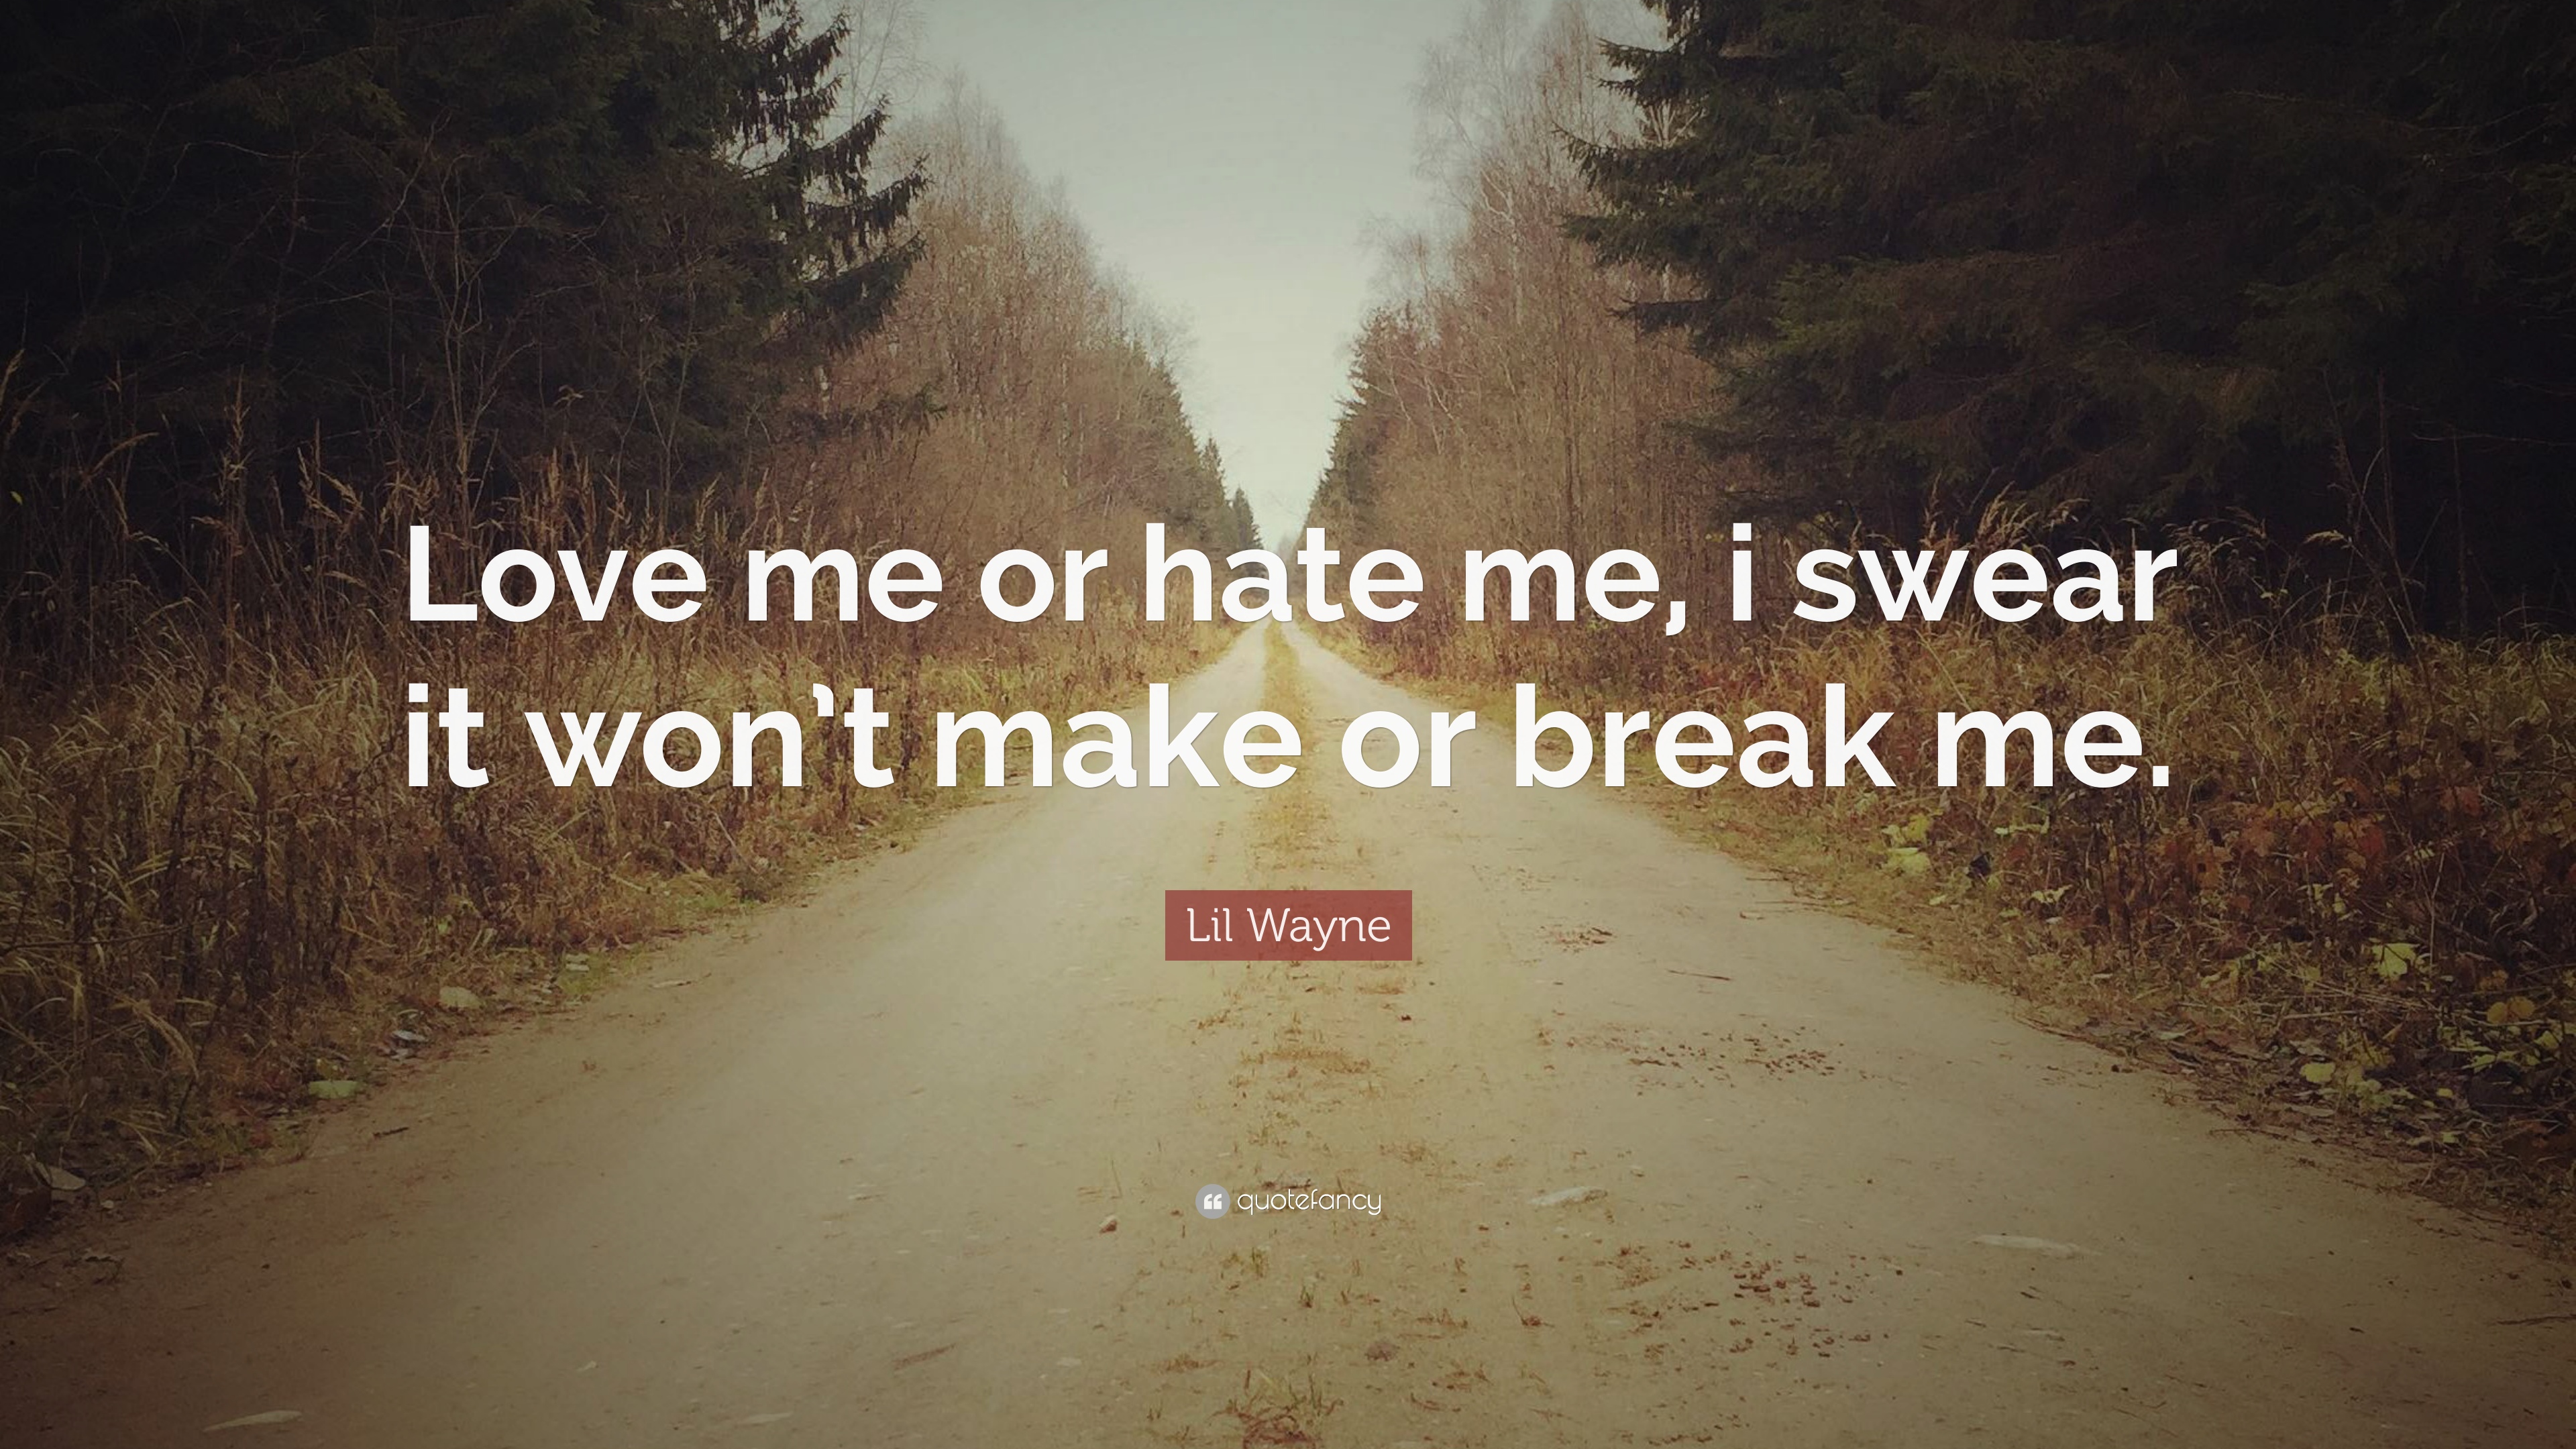 Love me or hate me, i swear
it won’t make or break me.
Lil Wayne
❝ quotefancy